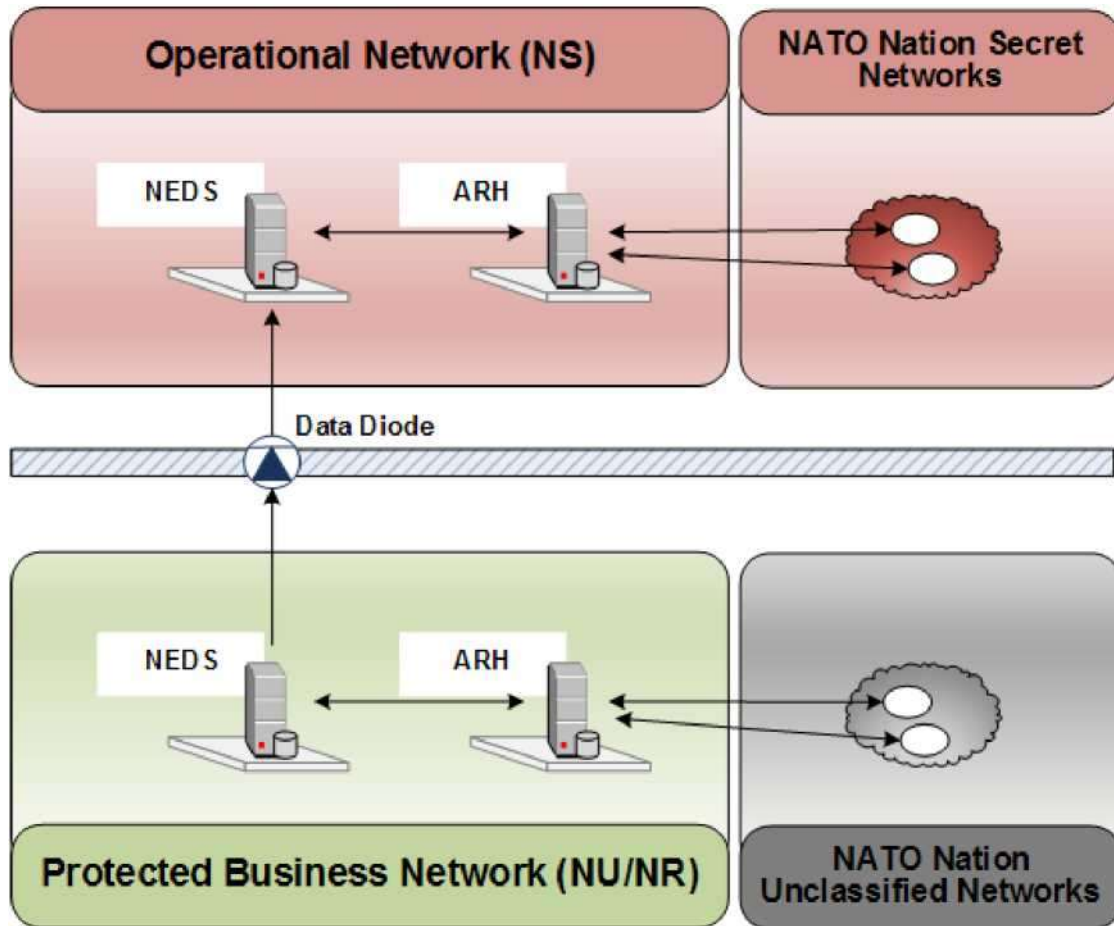 Operational Network (NS)
NATO Nation Secret
Networks
NEDS
ARH
Data Diode
NEDS
ARH
Protected Business Network (NU/NR)
NATO Nation
Unclassified Networks